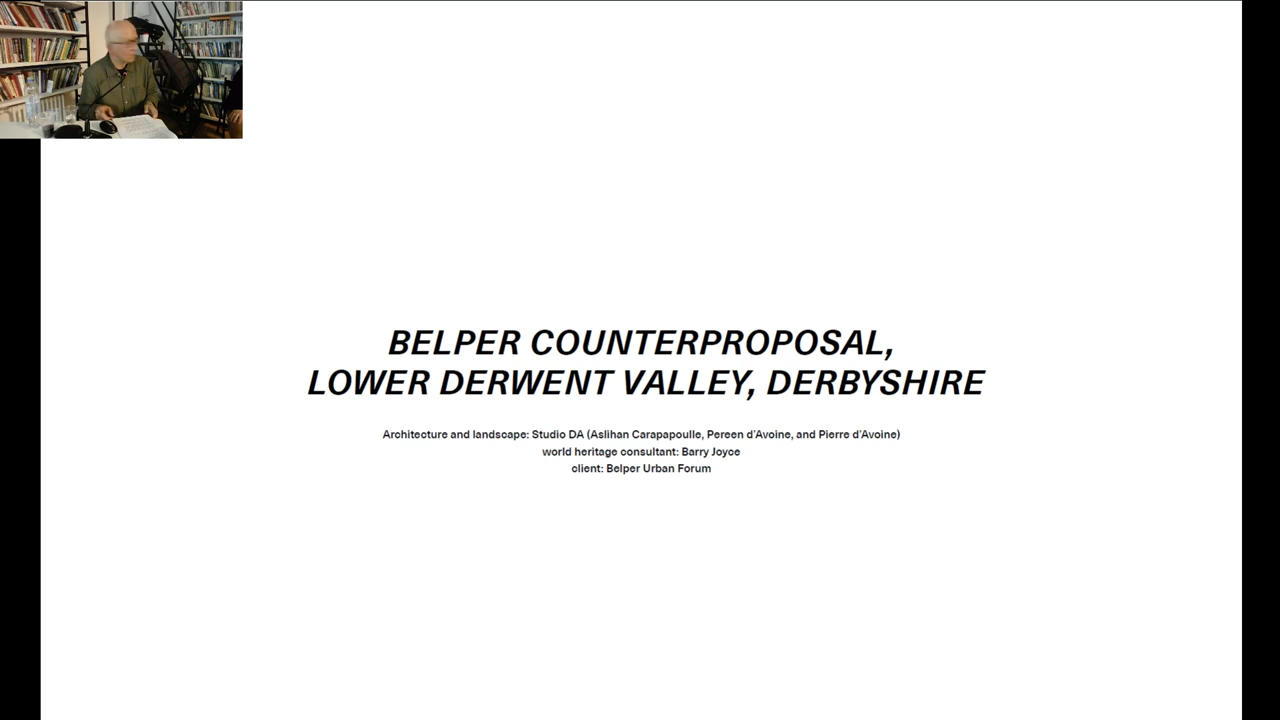 BELPER COUNTERPROPOSAL,
LOWER DERWENT VALLEY, DERBYSHIRE
Architecture and landscape: Studio DA (Aslihan Carapapoulle, Pereen d'Avoine, and Pierre d'Avoine)
world heritage consultant: Barry Joyce
client: Belper Urban Forum